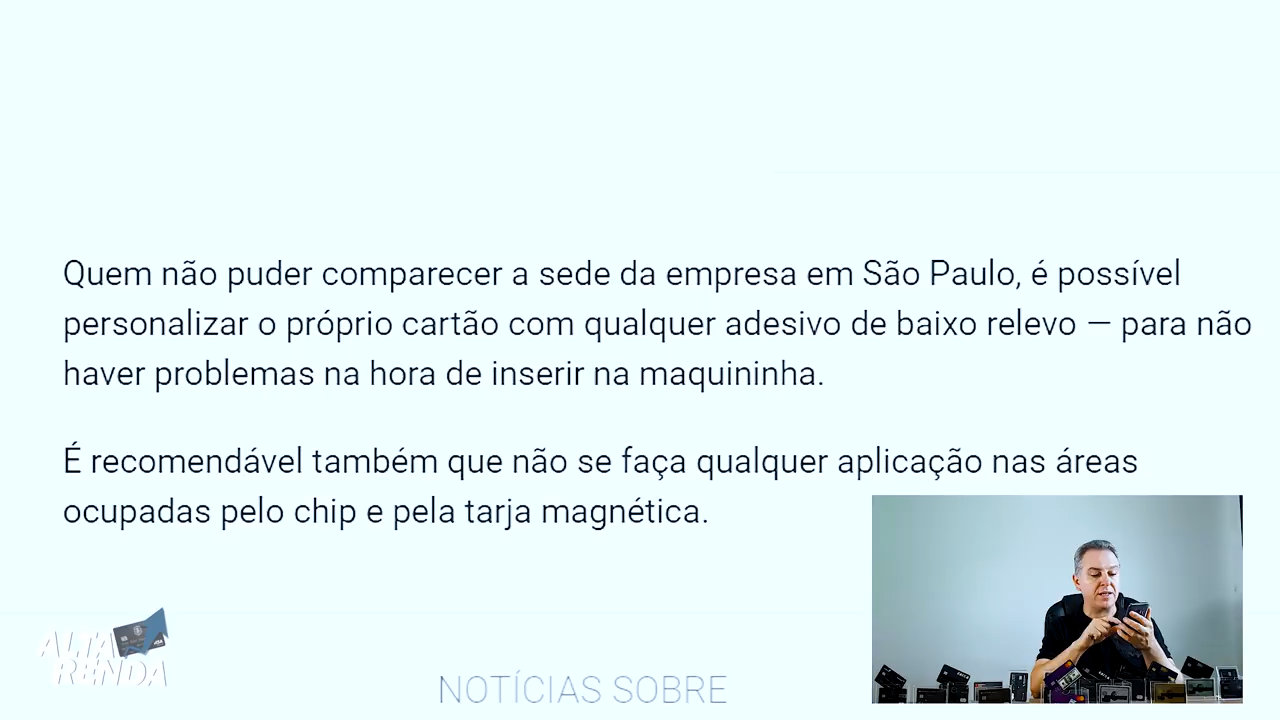 Quem não puder comparecer a sede da empresa em São Paulo, é possível
personalizar o próprio cartão com qualquer adesivo de baixo relevo — para não
haver problemas na hora de inserir na maquininha.
É recomendável também que não se faça qualquer aplicação nas áreas
ocupadas pelo chip e pela tarja magnética.
ALTA
RENDA
NOTÍCIAS SOBRE